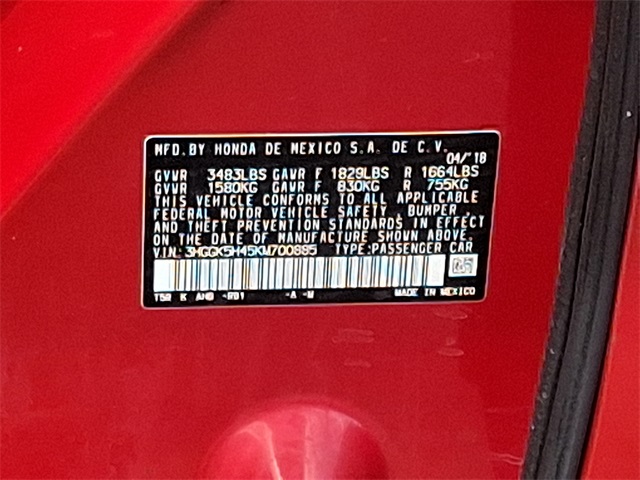 MFD. BY HONDA DE MEXICO S.A. DE C.V.
04/'18
GVWR 3483LBS GAWR F 1829LBS R 1664LBS
GVWR 1580KG GAWR F 830KG R 755KG
THIS VEHICLE CONFORMS TO ALL APPLICABLE
FEDERAL MOTOR VEHICLE SAFETY, BUMPER,
AND THEFT PREVENTION STANDARDS IN EFFECT
ON THE DATE OF MANUFACTURE SHOWN ABOVE.
V.I.N.: 3HGGK5H45KM700895 TYPE:PASSENGER CAR
T5R K -R01 -A -M MADE IN MEXICO